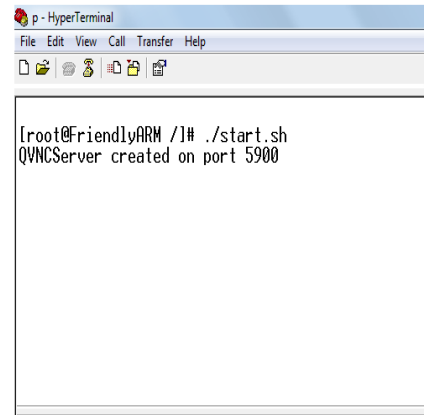 p - HyperTerminal
File Edit View Call Transfer Help
[root@FriendlyARM /]# ./start.sh
QVNCServer created on port 5900